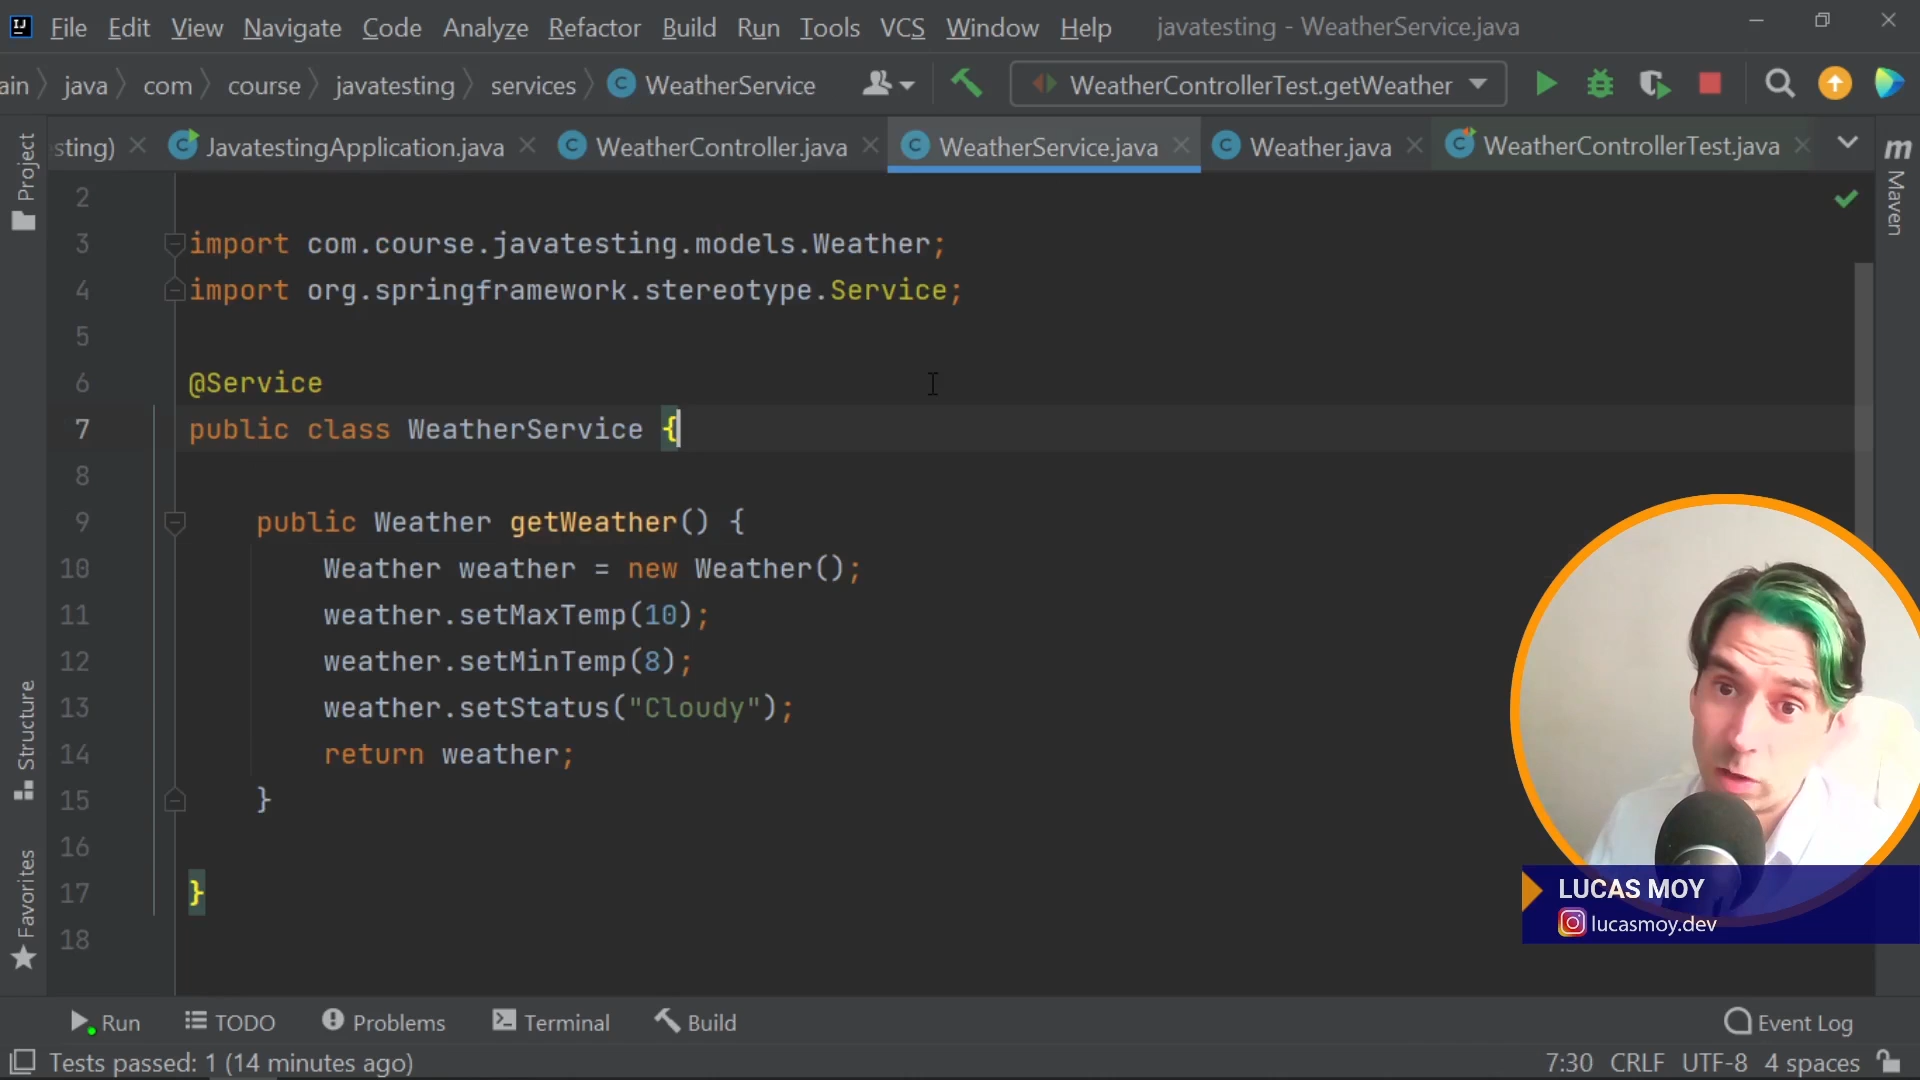 File Edit View Navigate Code Analyze Refactor Build Run Tools VCS Window Help javatesting - WeatherService.java
ain java com course javatesting services WeatherService WeatherControllerTest.getWeather
sting) JavatestingApplication.java WeatherController.java WeatherService.java Weather.java WeatherControllerTest.java
Project
Structure
Favorites
m Maven
2
3 import com.course.javatesting.models.Weather;
4 import org.springframework.stereotype.Service;
5
6 @Service
7 public class WeatherService {
8
9 public Weather getWeather() {
10 Weather weather = new Weather();
11 weather.setMaxTemp(10);
12 weather.setMinTemp(8);
13 weather.setStatus("Cloudy");
14 return weather;
15 }
16
17 }
18
LUCAS MOY
lucasmoy.dev
Run TODO Problems Terminal Build Event Log
Tests passed: 1 (14 minutes ago) 7:30 CRLF UTF-8 4 spaces